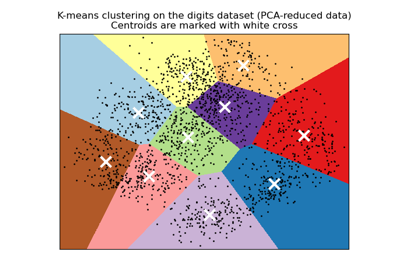 K-means clustering on the digits dataset (PCA-reduced data)
Centroids are marked with white cross